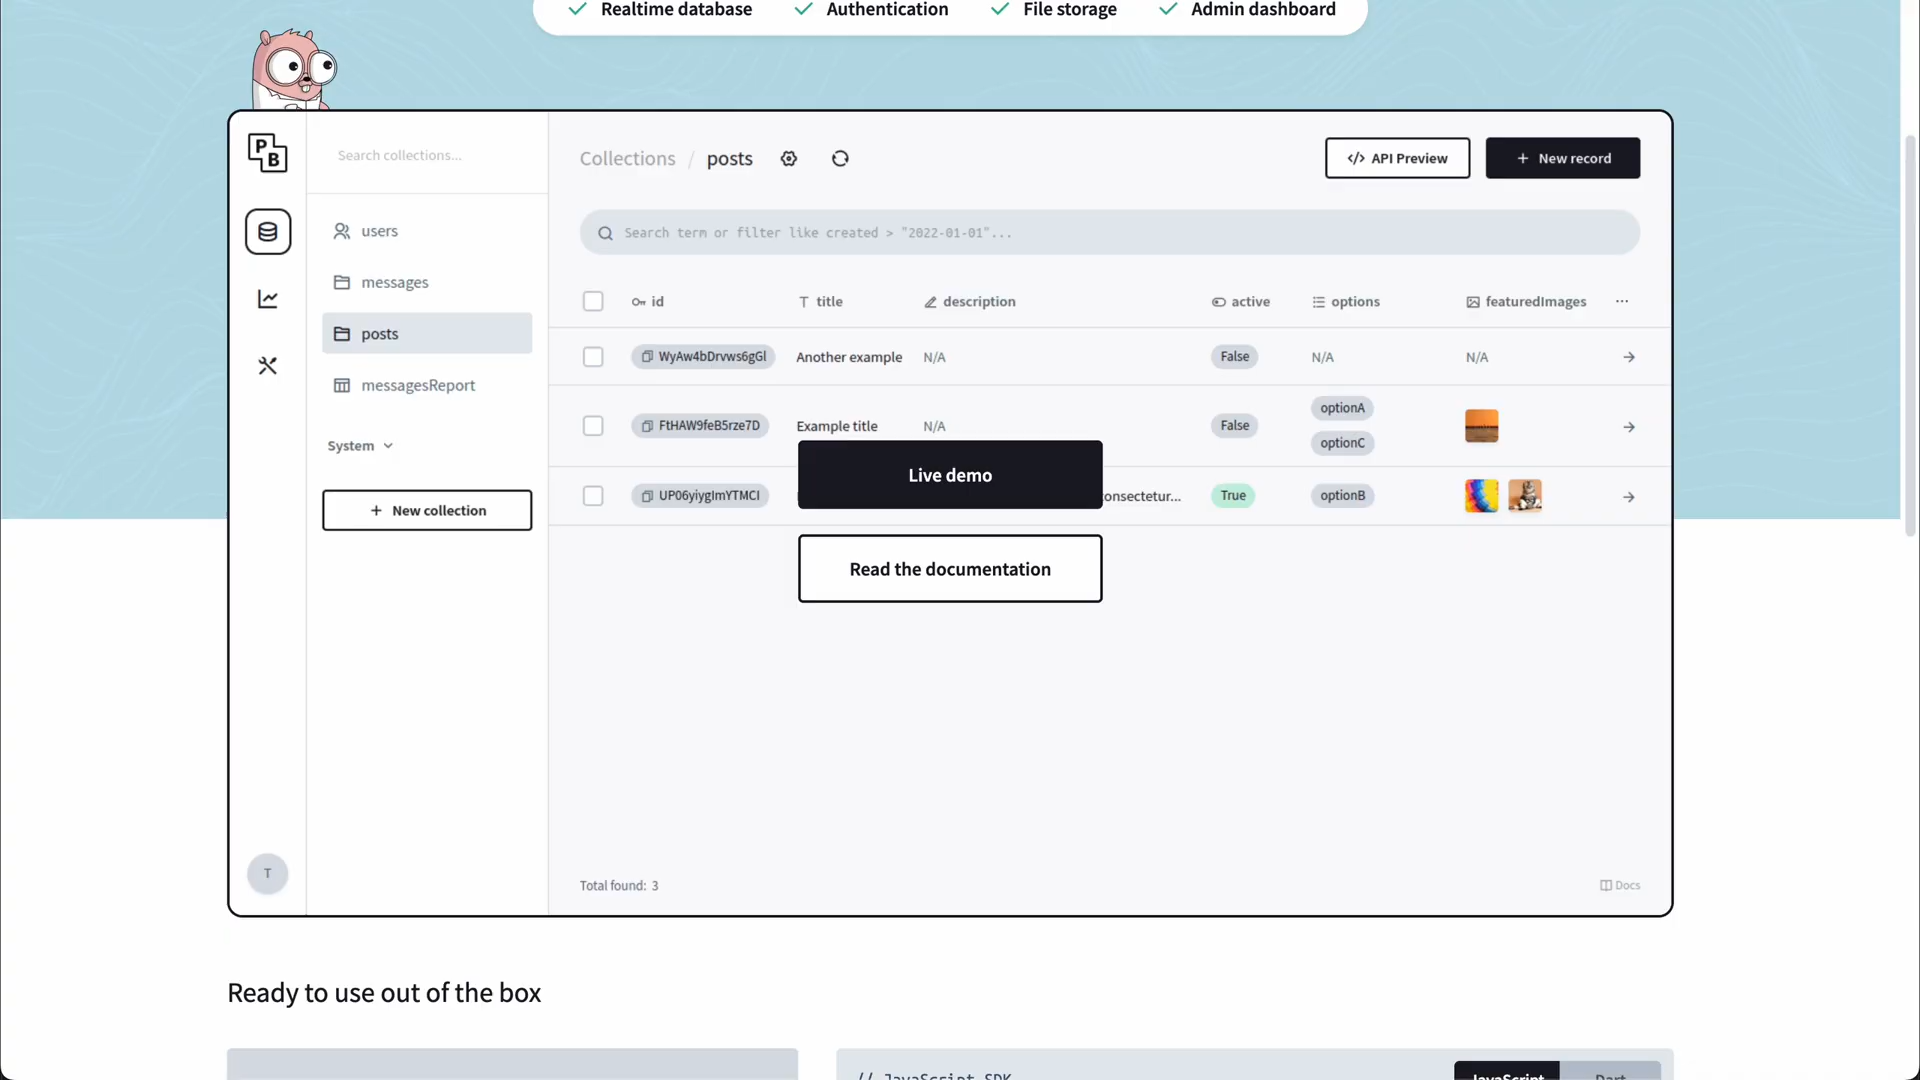 Realtime database Authentication File storage Admin dashboard
PB
Search collections...
Collections / posts
API Preview
New record
Search term or filter like created > "2022-01-01"...
users
messages
posts
messagesReport
System
New collection
id title description active options featuredImages
WyAw4bDrvws6gGl Another example N/A False N/A N/A
FtHAW9feB5rze7D Example title N/A False optionA
optionC
Live demo
UP06yiygImYTMCI
consectetur... True optionB
Read the documentation
T
Total found: 3
Docs
Ready to use out of the box
// JavaScript SDK
JavaScript Dart